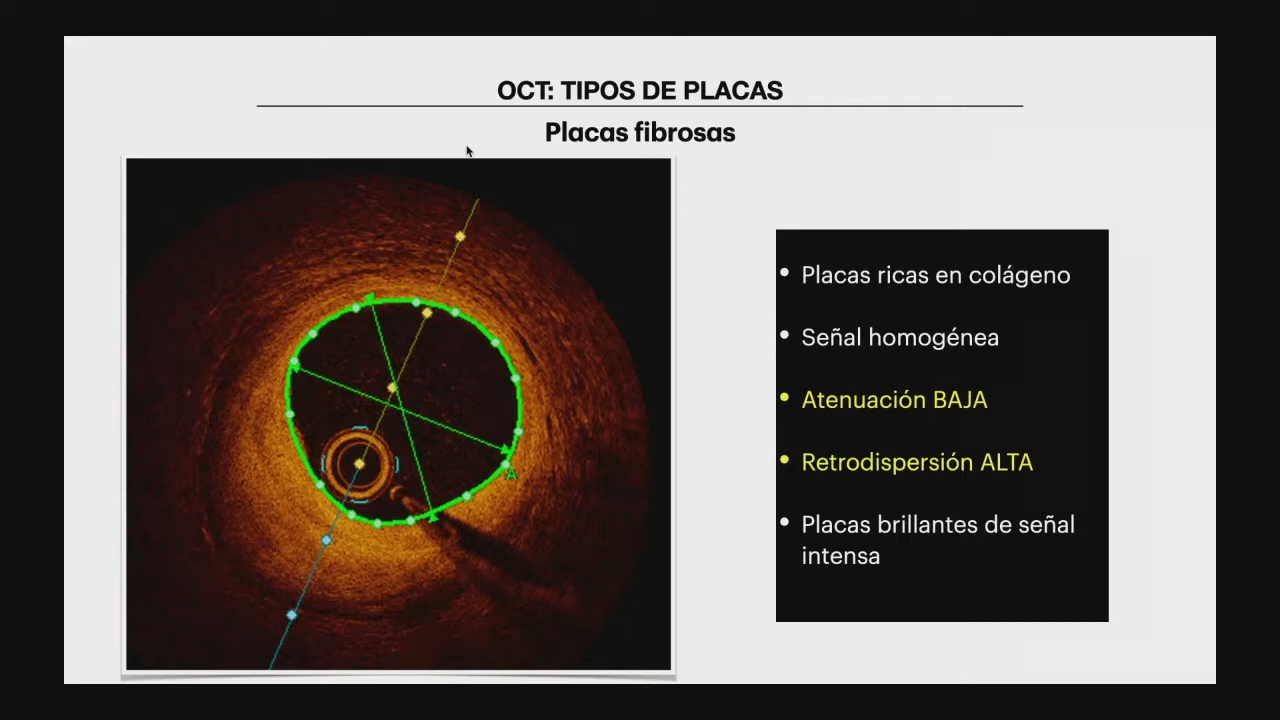 OCT: TIPOS DE PLACAS
Placas fibrosas
A
• Placas ricas en colágeno
• Señal homogénea
• Atenuación BAJA
• Retrodispersión ALTA
• Placas brillantes de señal
intensa